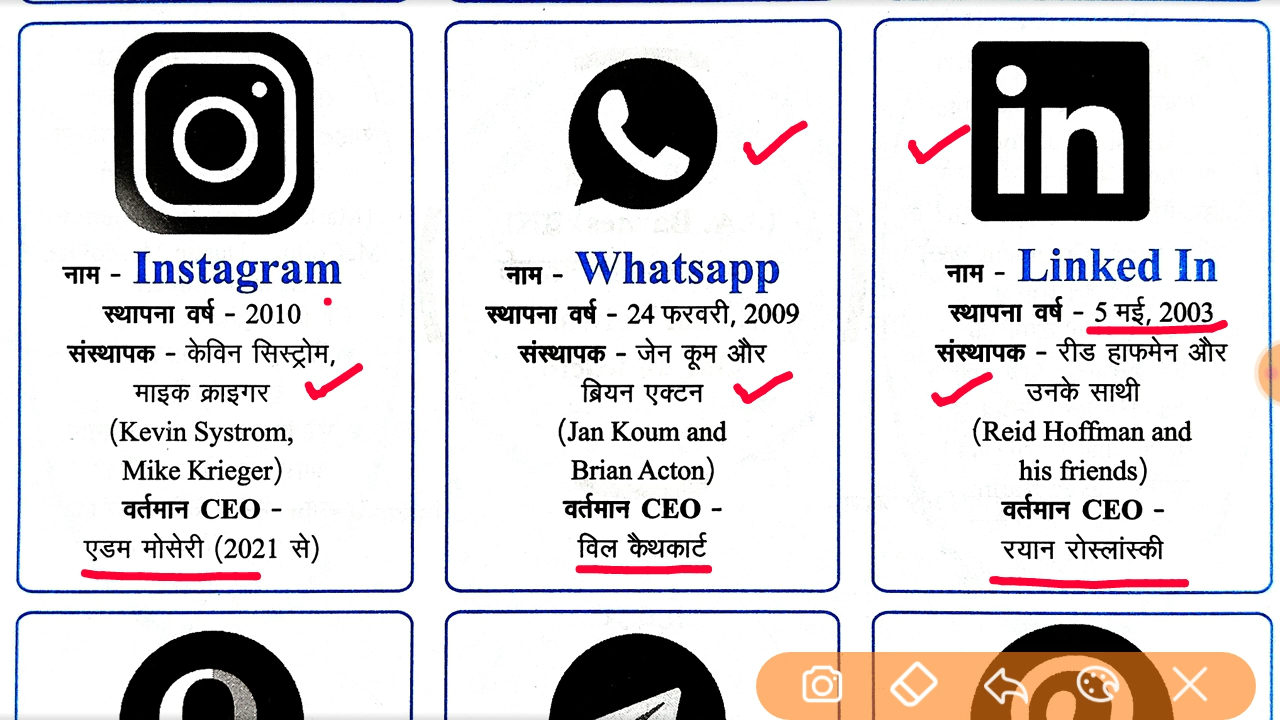 नाम - Instagram
स्थापना वर्ष - 2010
संस्थापक - केविन सिस्ट्रोम,
माइक क्राइगर
(Kevin Systrom,
Mike Krieger)
वर्तमान CEO -
एडम मोसेरी (2021 से)
नाम - Whatsapp
स्थापना वर्ष - 24 फरवरी, 2009
संस्थापक - जेन कूम और
ब्रियन एक्टन
(Jan Koum and
Brian Acton)
वर्तमान CEO -
विल कैथकार्ट
in
नाम - Linked In
स्थापना वर्ष - 5 मई, 2003
संस्थापक - रीड हाफमेन और
उनके साथी
(Reid Hoffman and
his friends)
वर्तमान CEO -
रयान रोस्लांस्की